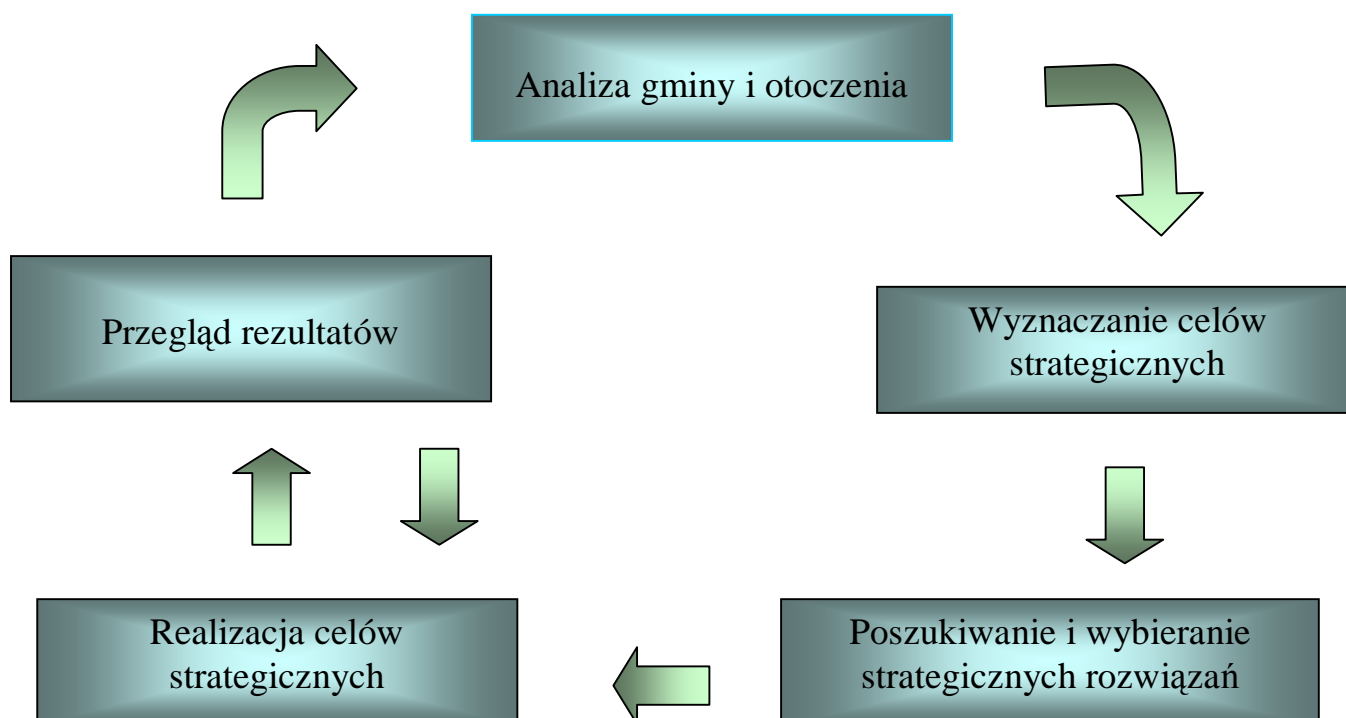 Analiza gminy i otoczenia
Przegląd rezultatów
Wyznaczanie celów
strategicznych
Realizacja celów
strategicznych
Poszukiwanie i wybieranie
strategicznych rozwiązań